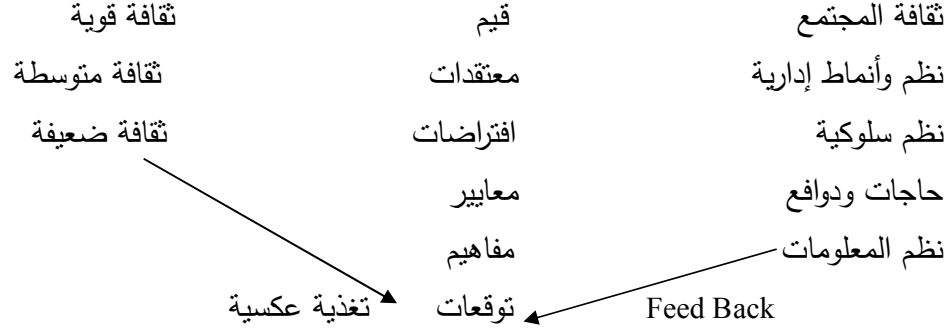 ثقافة المجتمع قيم ثقافة قوية
نظم وأنماط إدارية معتقدات ثقافة متوسطة
نظم سلوكية افتراضات ثقافة ضعيفة
حاجات ودوافع معايير
نظم المعلومات مفاهيم
Feed Back توقعات تغذية عكسية